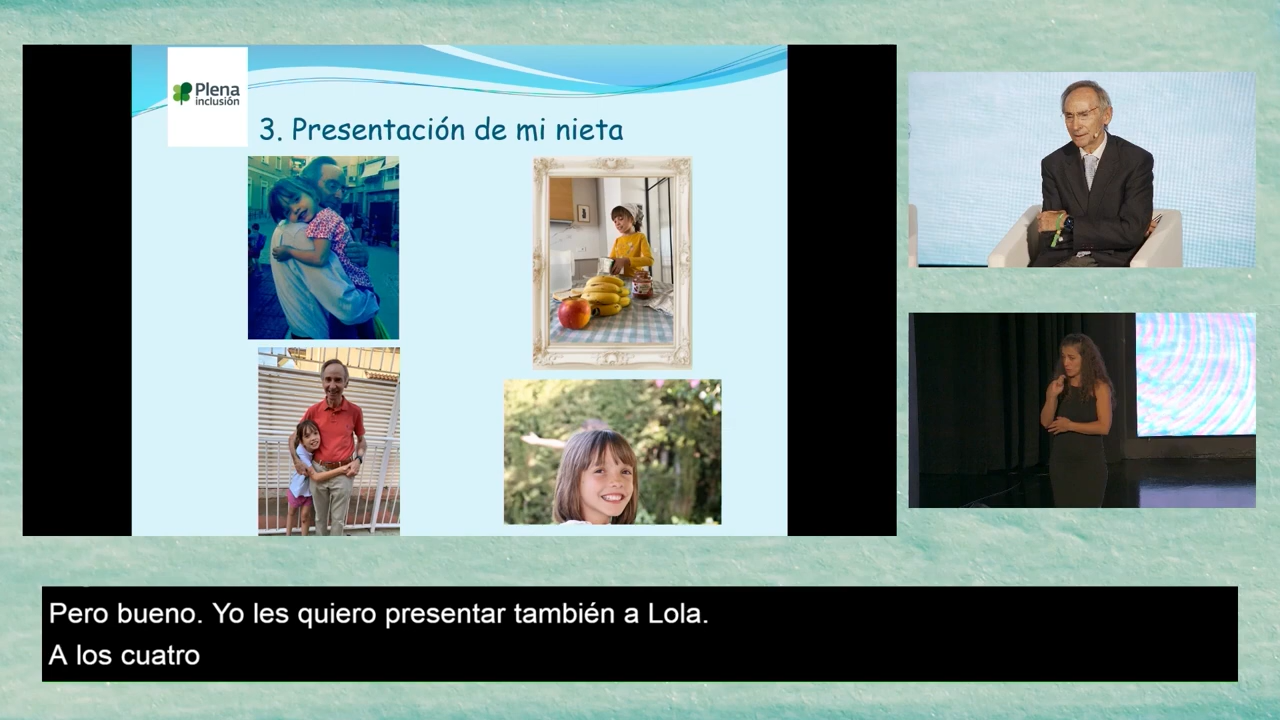 Plena
inclusión
3. Presentación de mi nieta
Pero bueno. Yo les quiero presentar también a Lola.
A los cuatro